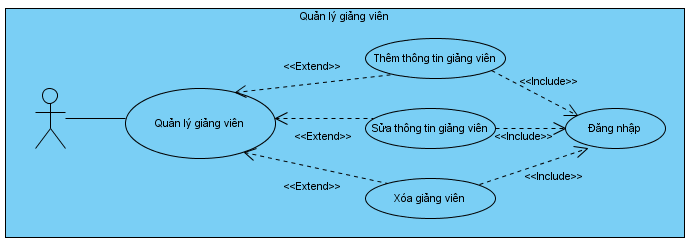 Quản lý giảng viên
Thêm thông tin giảng viên
<<Extend>>
<<Include>>
Quản lý giảng viên
Sửa thông tin giảng viên
Đăng nhập
<<Extend>>
<<Include>>
<<Include>>
<<Extend>>
Xóa giảng viên